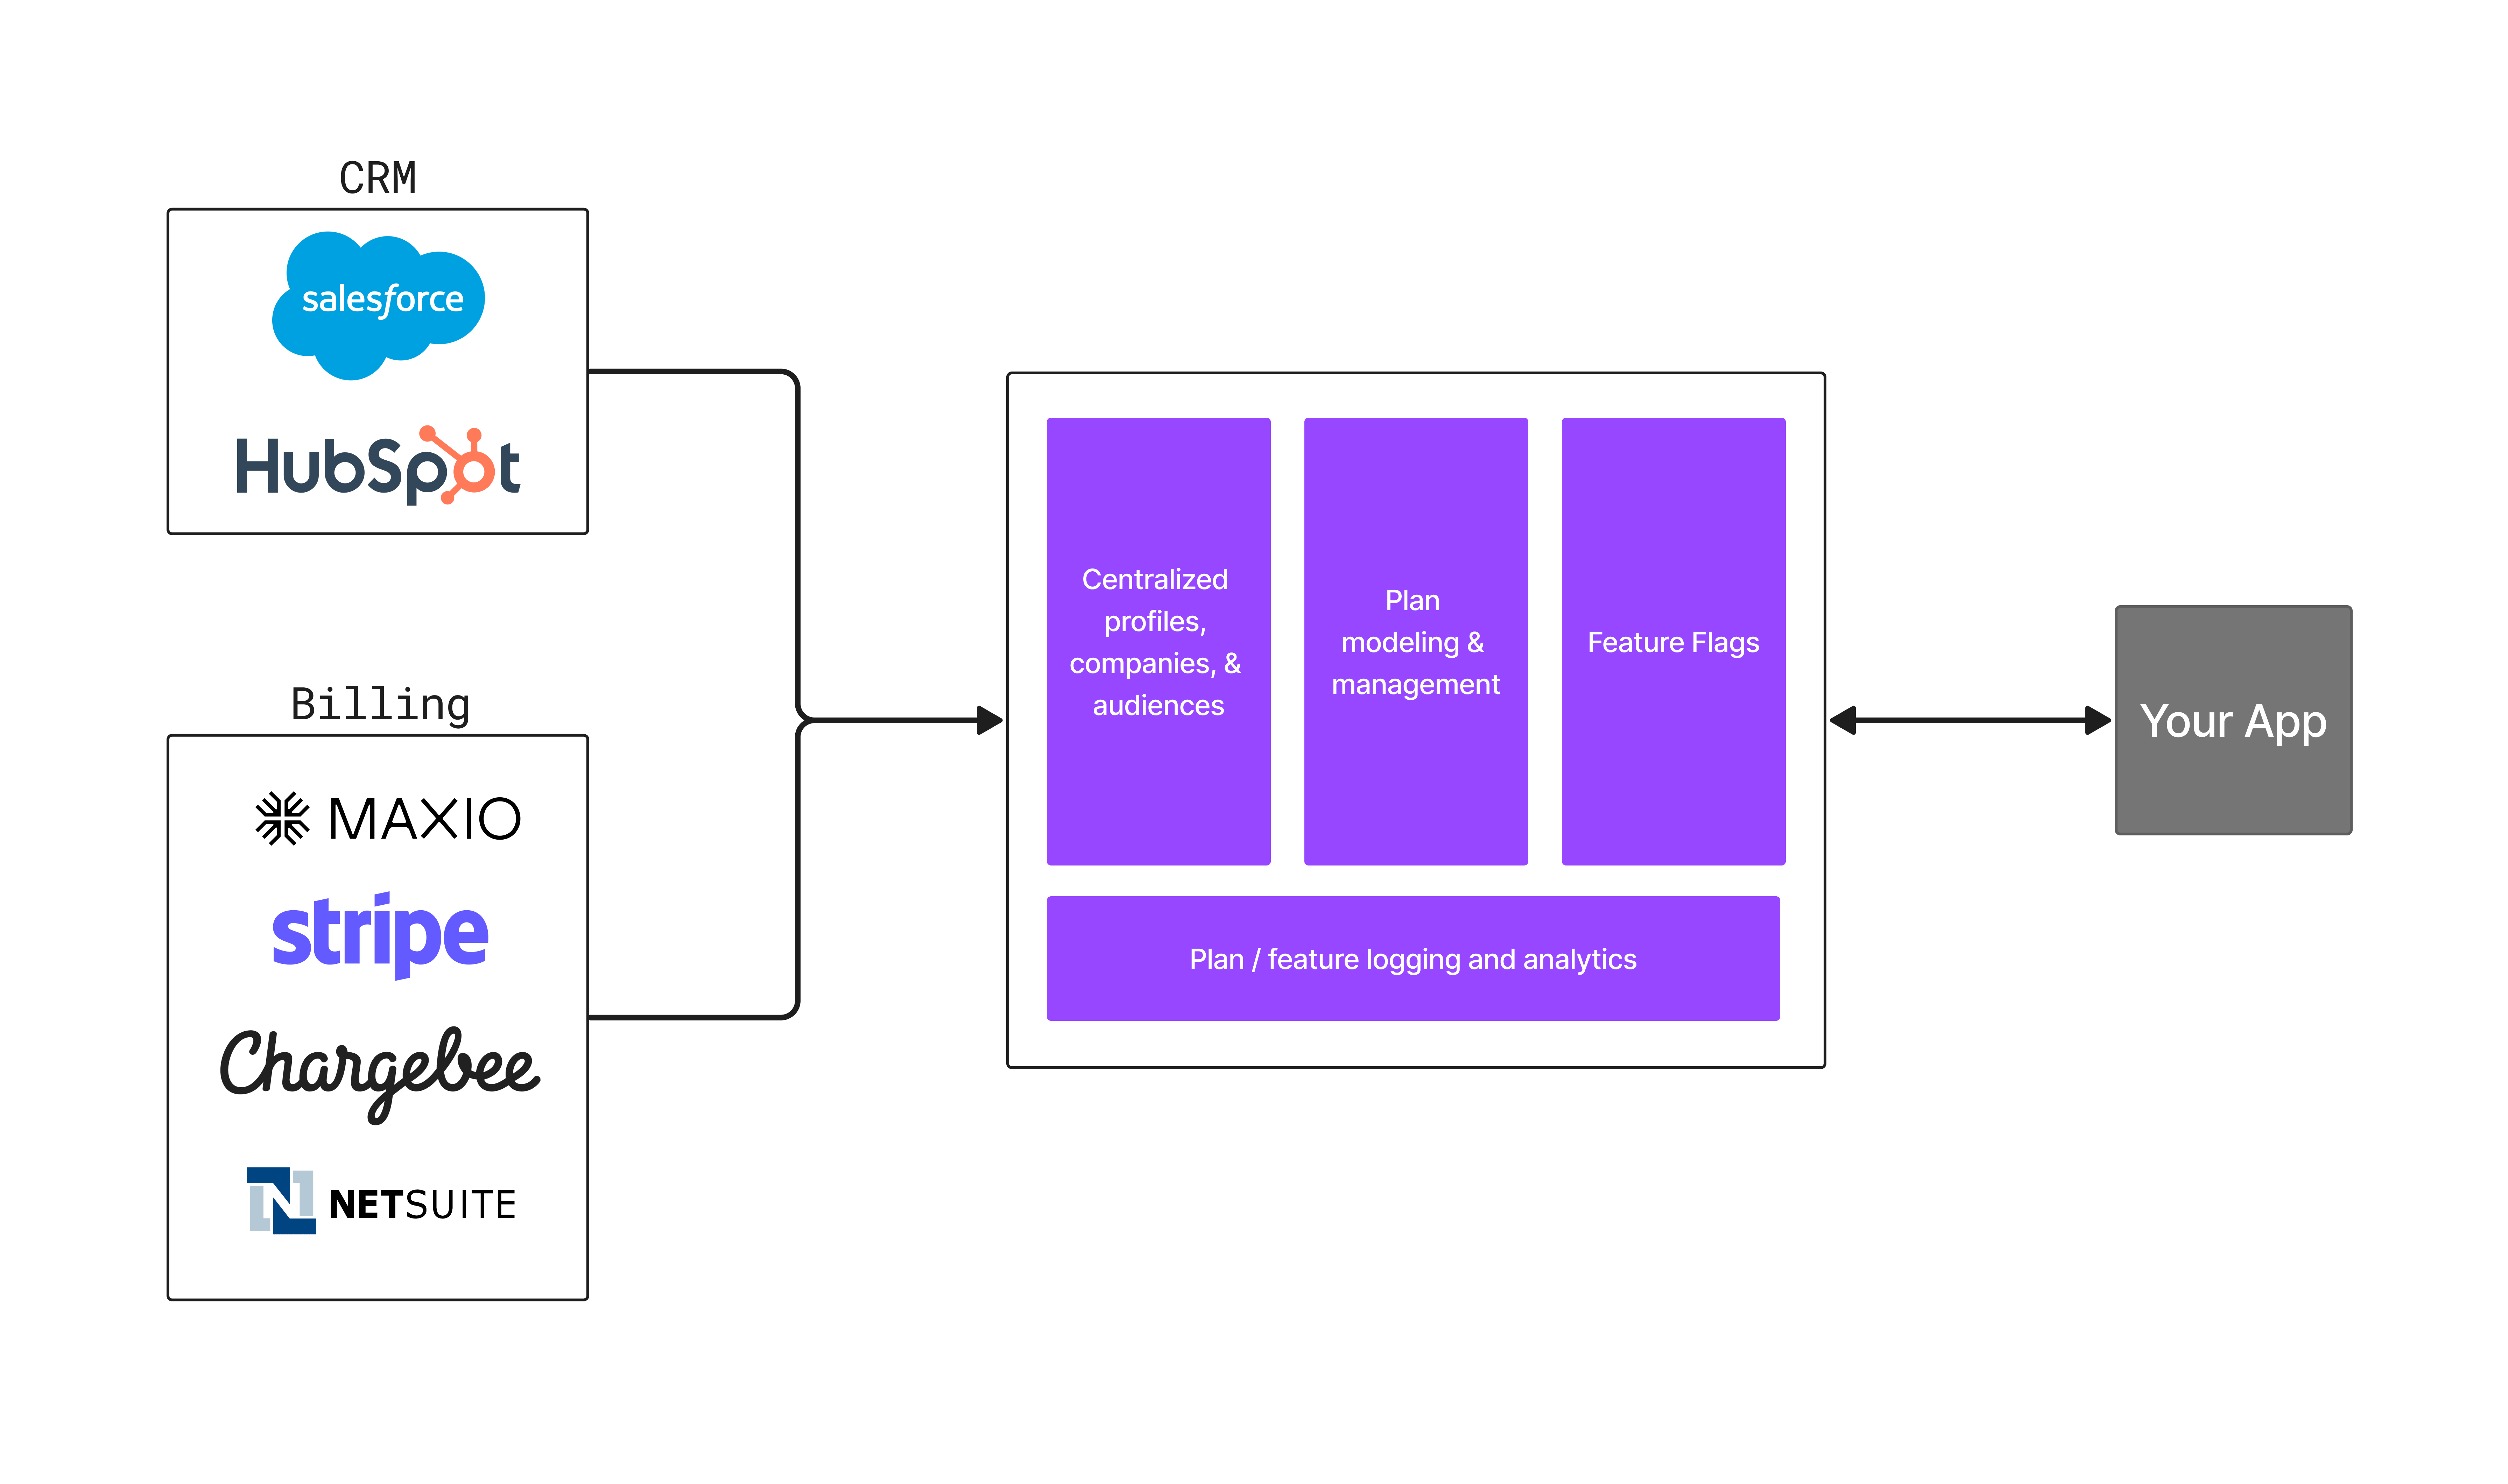 CRM
salesforce
HubSpot
Billing
MAXIO
stripe
Chargebee
N NETSUITE
Centralized
profiles,
companies, &
audiences
Plan
modeling &
management
Feature Flags
Plan / feature logging and analytics
Your App